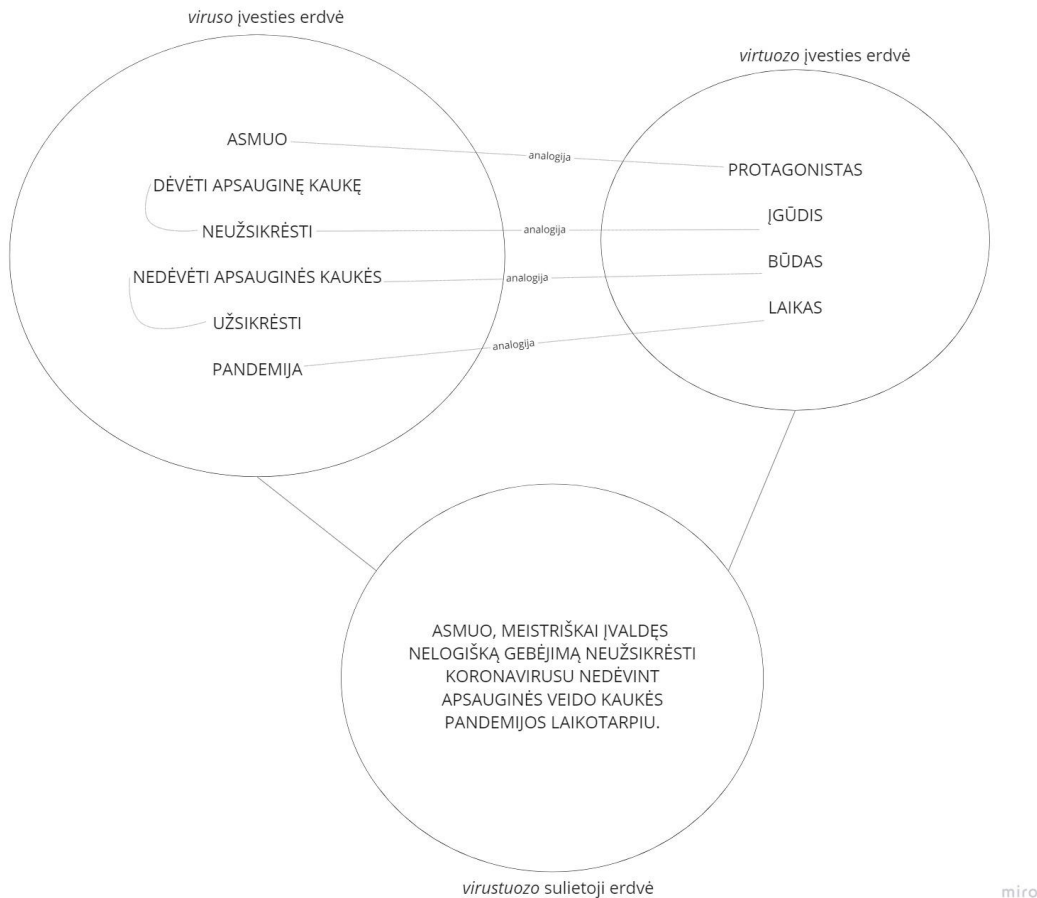 viruso įvesties erdvė
virtuozo įvesties erdvė
ASMUO
analogija
PROTAGONISTAS
DĖVĖTI APSAUGINĘ KAUKĘ
ĮGŪDIS
NEUŽSIKRĖSTI
analogija
BŪDAS
NEDĖVĖTI APSAUGINĖS KAUKĖS
analogija
LAIKAS
UŽSIKRĖSTI
analogija
PANDEMIJA
ASMUO, MEISTRIŠKAI ĮVALDĘS
NELOGIŠKĄ GEBĖJIMĄ NEUŽSIKRĖSTI
KORONAVIRUSU NEDĖVINT
APSAUGINĖS VEIDO KAUKĖS
PANDEMIJOS LAIKOTARPIU.
virustuozo sulietoji erdvė
miro